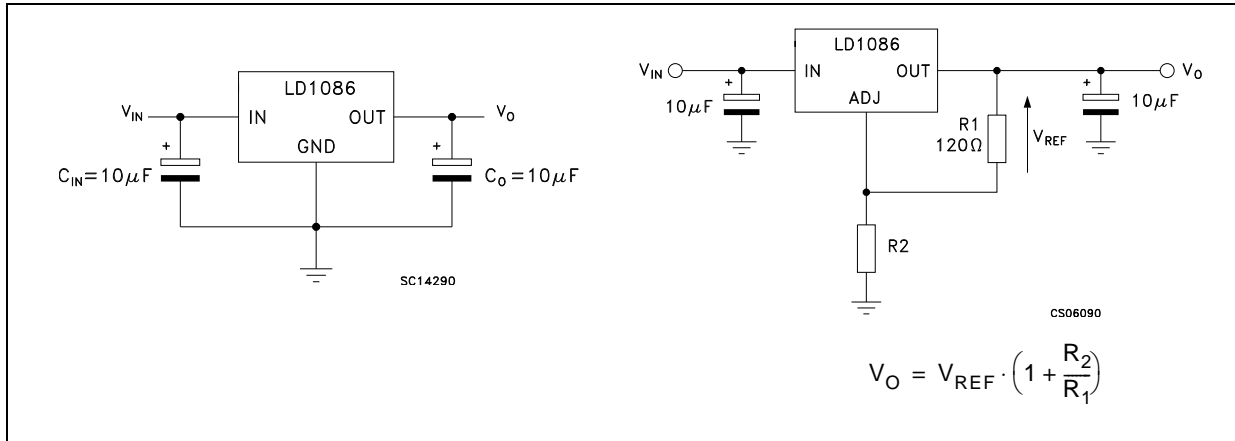 LD1086
V_IN
IN
OUT
V_O
GND
+
+
C_IN=10μF
C_O=10μF
SC14290
LD1086
V_IN
IN
OUT
V_O
ADJ
+
+
10μF
10μF
R1
120Ω
V_REF
R2
CS06090
V_O = V_REF · (1 + R_2/R_1)